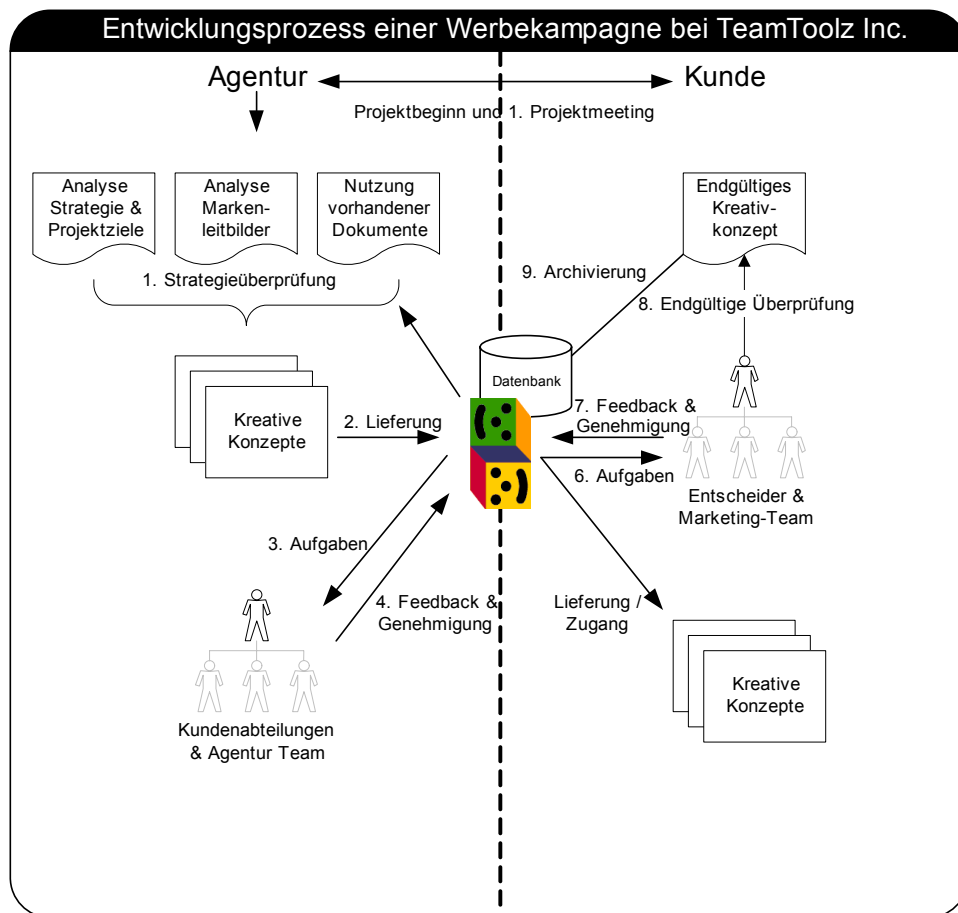 Entwicklungsprozess einer Werbekampagne bei TeamToolz Inc.
Agentur
Kunde
Projektbeginn und 1. Projektmeeting
Analyse
Strategie &
Projektziele
Analyse
Marken-
leitbilder
Nutzung
vorhandener
Dokumente
Endgültiges
Kreativ-
konzept
1. Strategieüberprüfung
9. Archivierung
8. Endgültige Überprüfung
Datenbank
Kreative
Konzepte
2. Lieferung
7. Feedback &
Genehmigung
6. Aufgaben
Entscheider &
Marketing-Team
3. Aufgaben
4. Feedback &
Genehmigung
Lieferung /
Zugang
Kreative
Konzepte
Kundenabteilungen
& Agentur Team